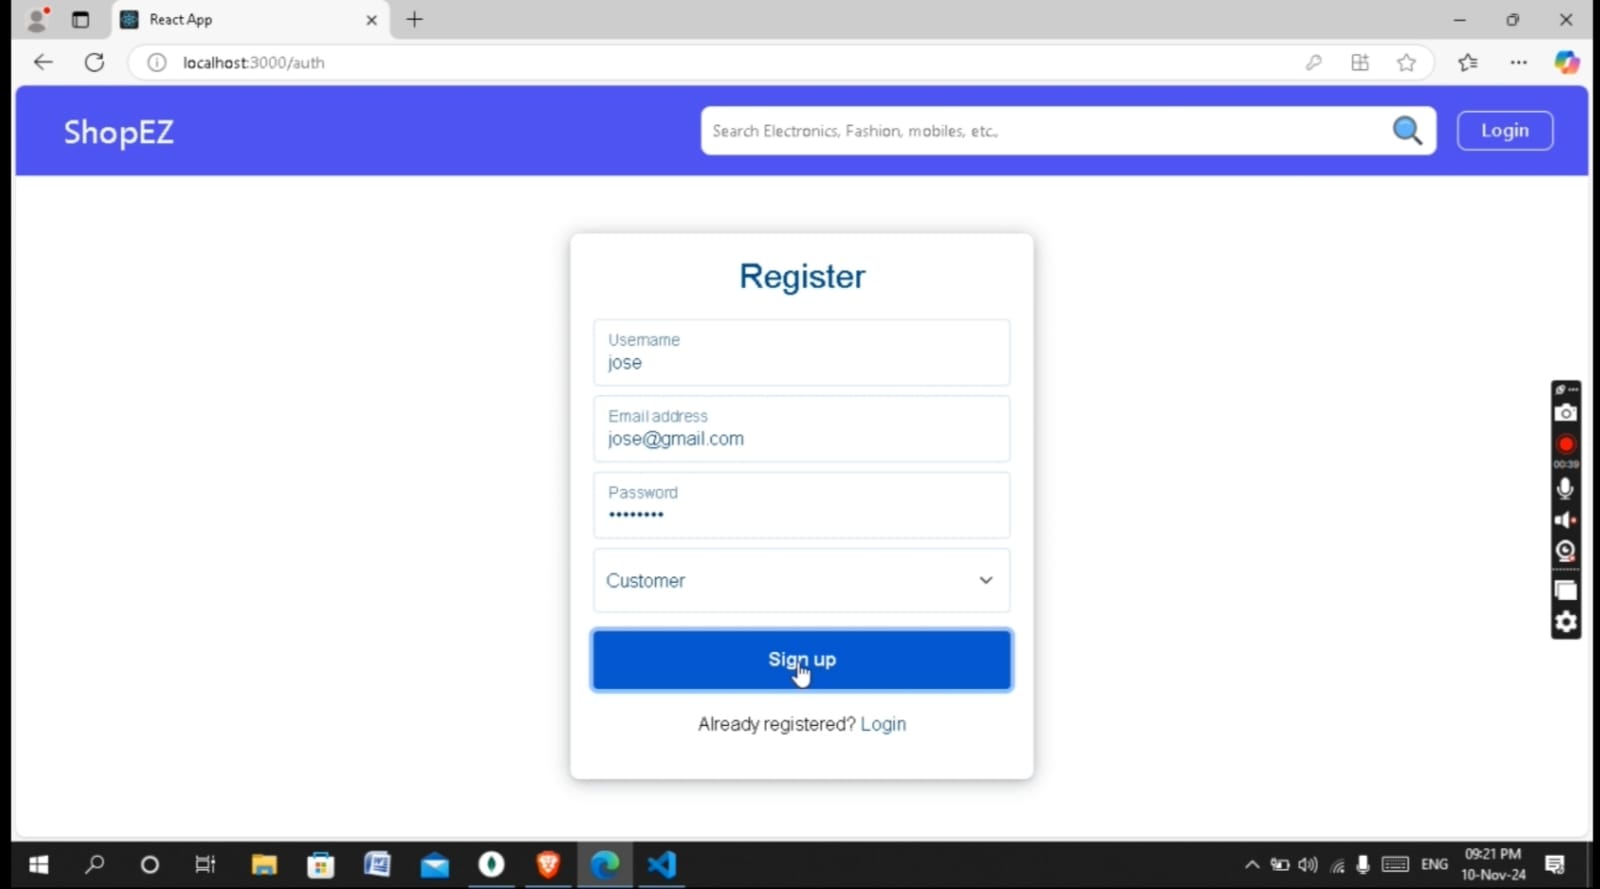 React App
localhost:3000/auth
ShopEZ
Search Electronics, Fashion, mobiles, etc.,
Login
Register
Username
jose
Email address
jose@gmail.com
Password
••••••••
Customer
Sign up
Already registered? Login
00:39
ENG
09:21 PM
10-Nov-24